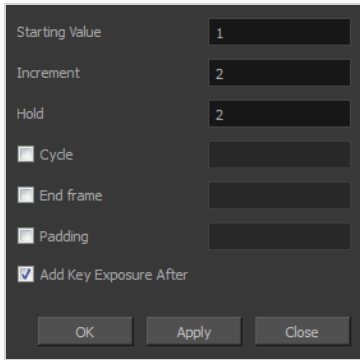 Starting Value 1
Increment 2
Hold 2
Cycle
End frame
Padding
Add Key Exposure After
OK Apply Close